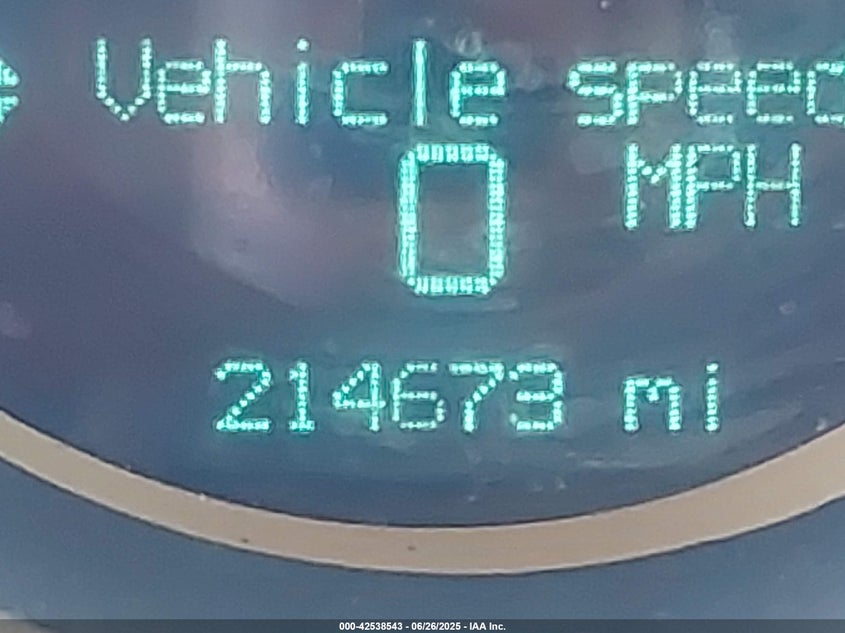 Vehicle speed
0 MPH
214673 mi
000-42538543 - 06/26/2025 - IAA Inc.